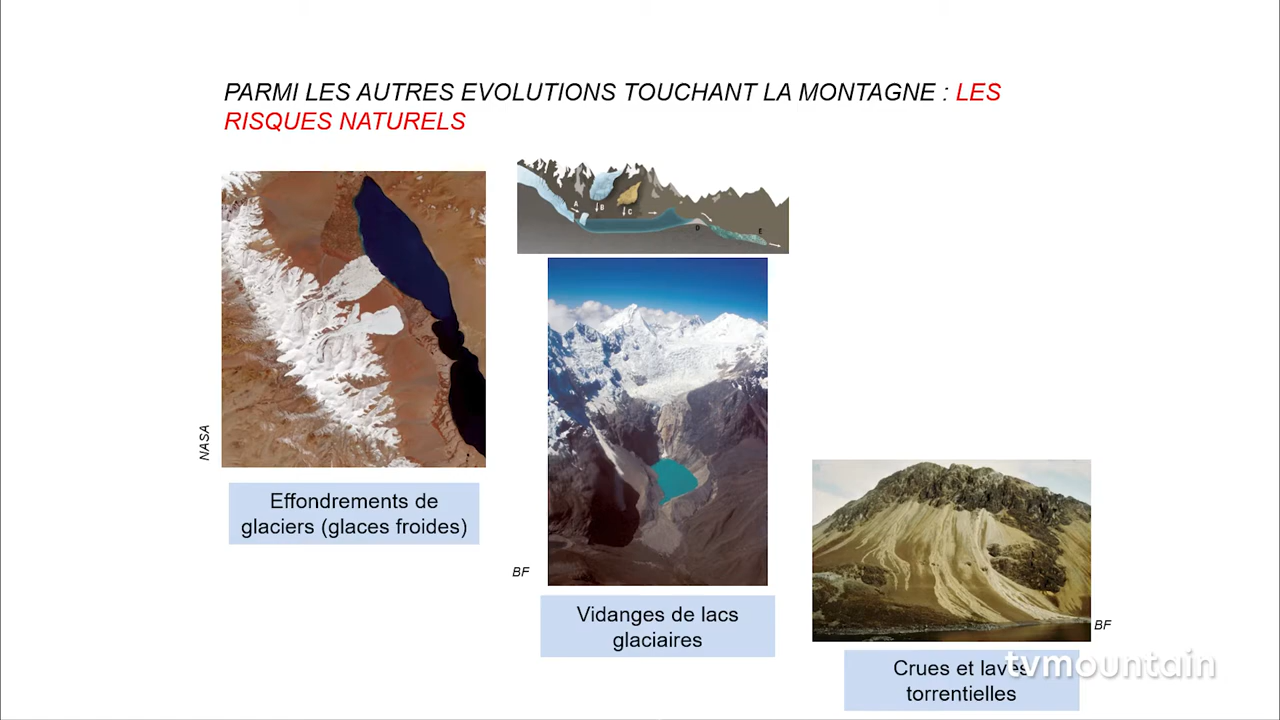 PARMI LES AUTRES EVOLUTIONS TOUCHANT LA MONTAGNE : LES
RISQUES NATURELS
A
B
C
D
E
NASA
Effondrements de
glaciers (glaces froides)
BF
Vidanges de lacs
glaciaires
BF
Crues et laves
torrentielles
tvmountain